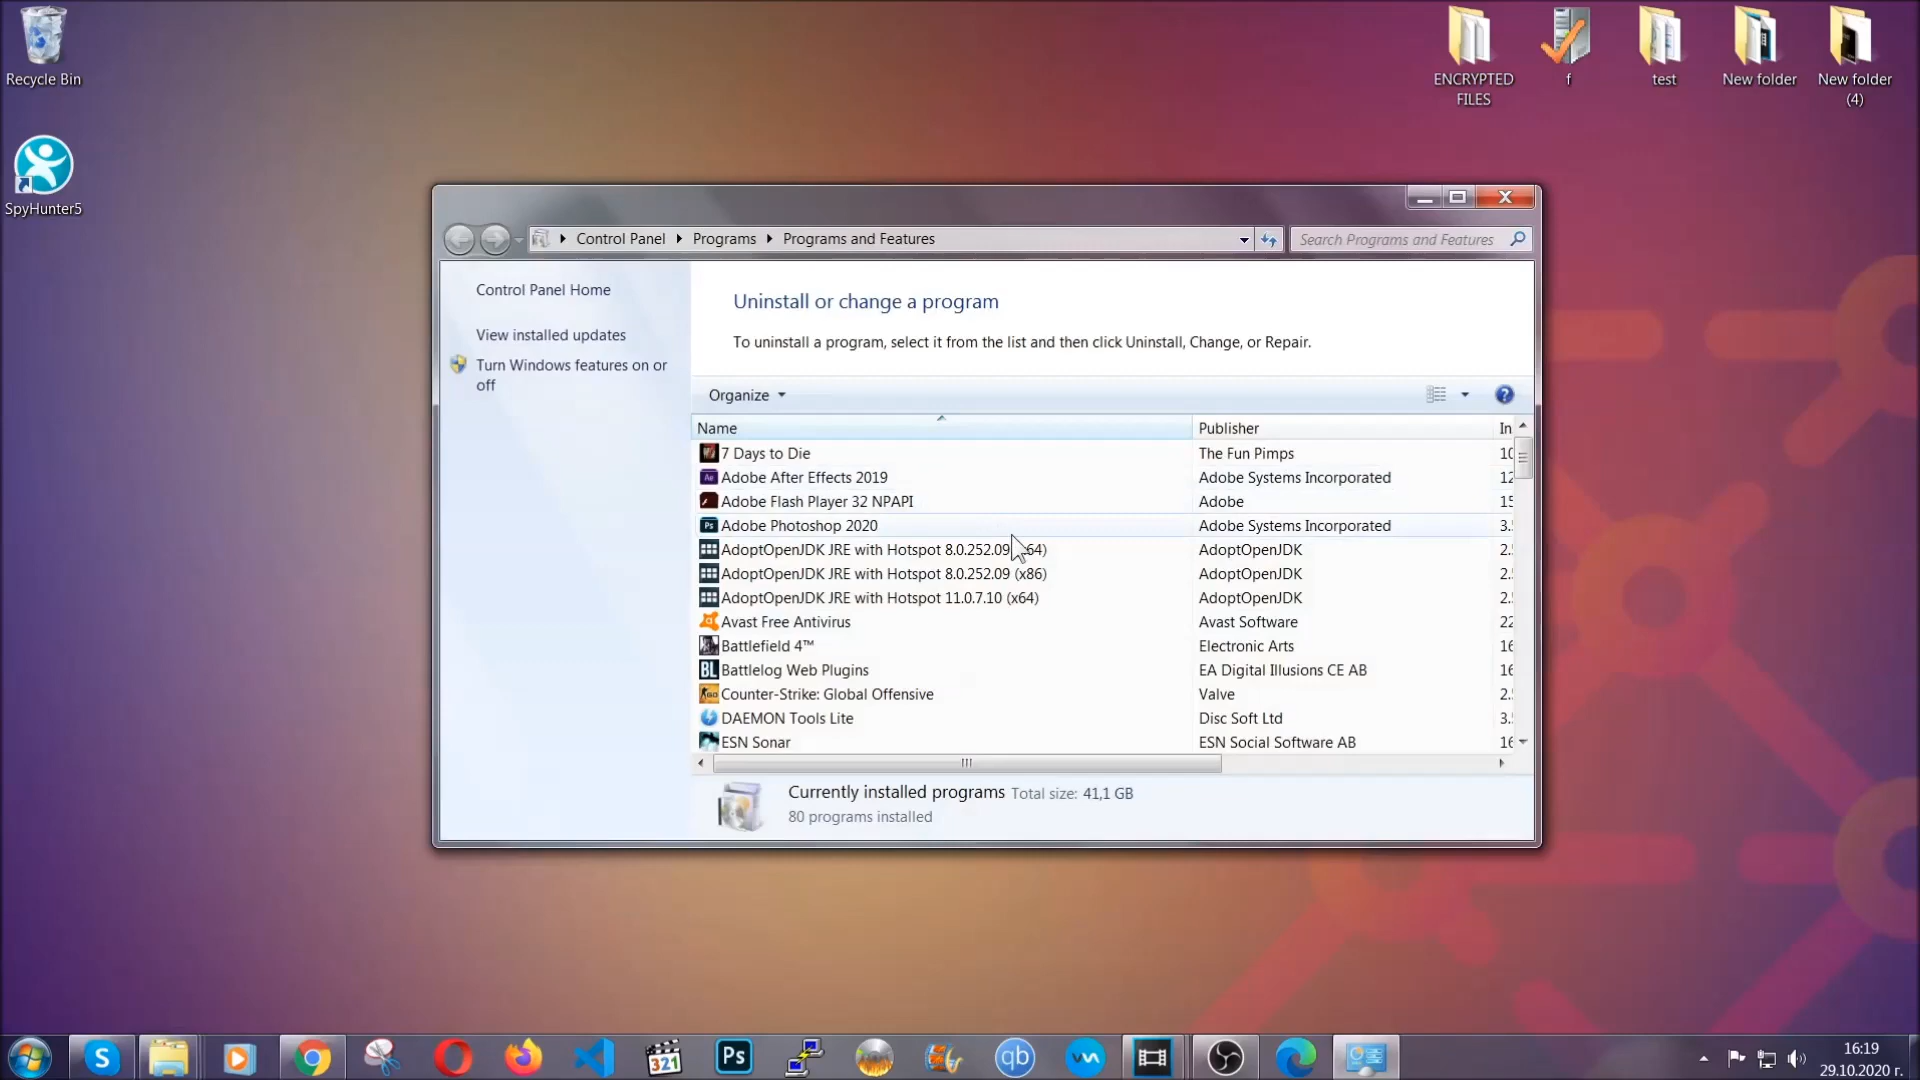 Recycle Bin
SpyHunter5
ENCRYPTED
FILES
f
test
New folder
New folder
(4)
Control Panel
Programs
Programs and Features
Search Programs and Features
Control Panel Home
View installed updates
Turn Windows features on or
off
Uninstall or change a program
To uninstall a program, select it from the list and then click Uninstall, Change, or Repair.
Organize
Name Publisher In
7 Days to Die The Fun Pimps 10
Adobe After Effects 2019 Adobe Systems Incorporated 12
Adobe Flash Player 32 NPAPI Adobe 15
Adobe Photoshop 2020 Adobe Systems Incorporated 3.
AdoptOpenJDK JRE with Hotspot 8.0.252.09 64) AdoptOpenJDK 2.
AdoptOpenJDK JRE with Hotspot 8.0.252.09 (x86) AdoptOpenJDK 2.
AdoptOpenJDK JRE with Hotspot 11.0.7.10 (x64) AdoptOpenJDK 2.
Avast Free Antivirus Avast Software 22
Battlefield 4™ Electronic Arts 16
BL Battlelog Web Plugins EA Digital Illusions CE AB 16
Counter-Strike: Global Offensive Valve 2.
DAEMON Tools Lite Disc Soft Ltd 3.
ESN Sonar ESN Social Software AB 16
Currently installed programs Total size: 41,1 GB
80 programs installed
S
321
Ps
qb
16:19
29.10.2020 г.